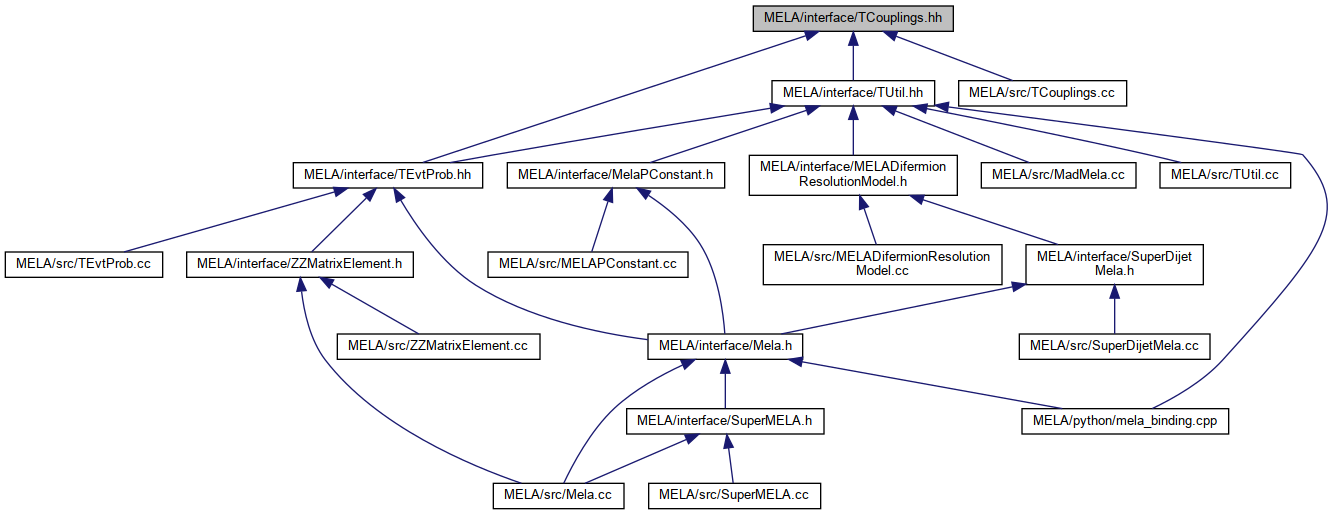 MELA/interface/TCouplings.hh
MELA/interface/TUtil.hh
MELA/src/TCouplings.cc
MELA/interface/TEvtProb.hh
MELA/interface/MelaPConstant.h
MELA/interface/MELADifermion
ResolutionModel.h
MELA/src/MadMela.cc
MELA/src/TUtil.cc
MELA/src/TEvtProb.cc
MELA/interface/ZZMatrixElement.h
MELA/src/MELAPConstant.cc
MELA/src/MELADifermionResolution
Model.cc
MELA/interface/SuperDijet
Mela.h
MELA/src/ZZMatrixElement.cc
MELA/interface/Mela.h
MELA/src/SuperDijetMela.cc
MELA/interface/SuperMELA.h
MELA/python/mela_binding.cpp
MELA/src/Mela.cc
MELA/src/SuperMELA.cc